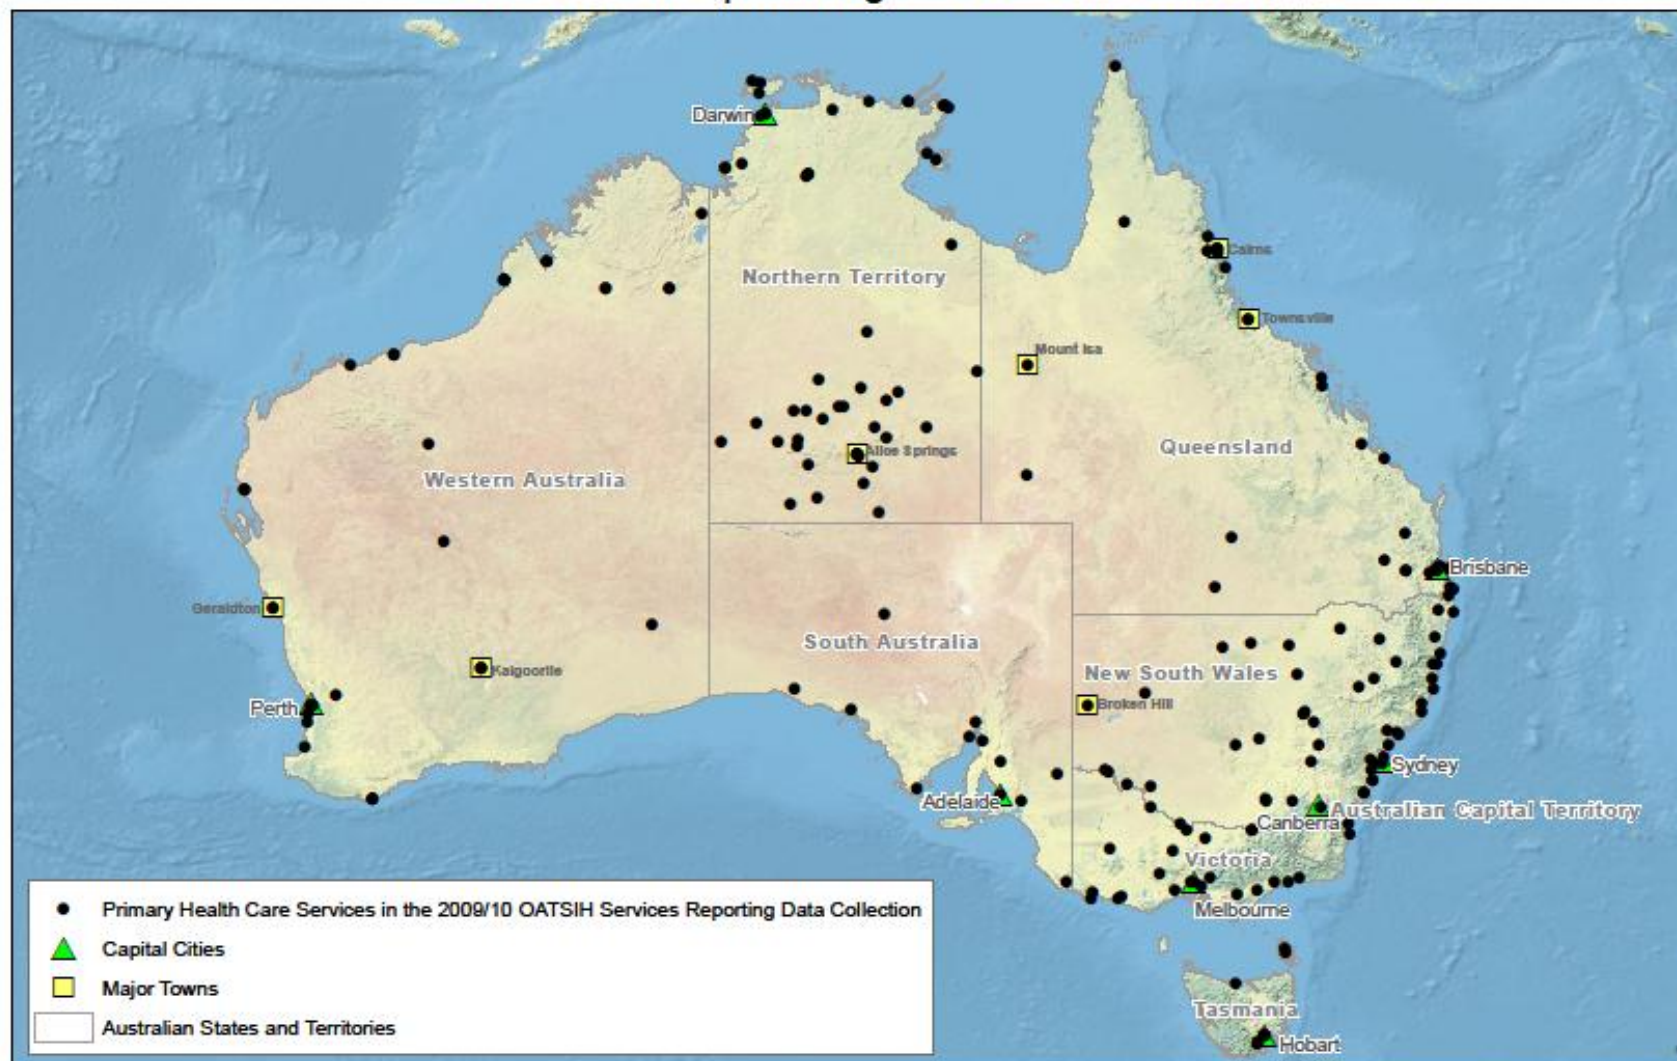 Darwin
Cairns
Northern Territory
Townsville
Mount Isa
Queensland
Alice Springs
Western Australia
Brisbane
Geraldton
South Australia
Kalgoorlie
New South Wales
Perth
Broken Hill
Sydney
Adelaide
Australian Capital Territory
Canberra
Victoria
Melbourne
Tasmania
Hobart
Primary Health Care Services in the 2009/10 OATSIH Services Reporting Data Collection
Capital Cities
Major Towns
Australian States and Territories